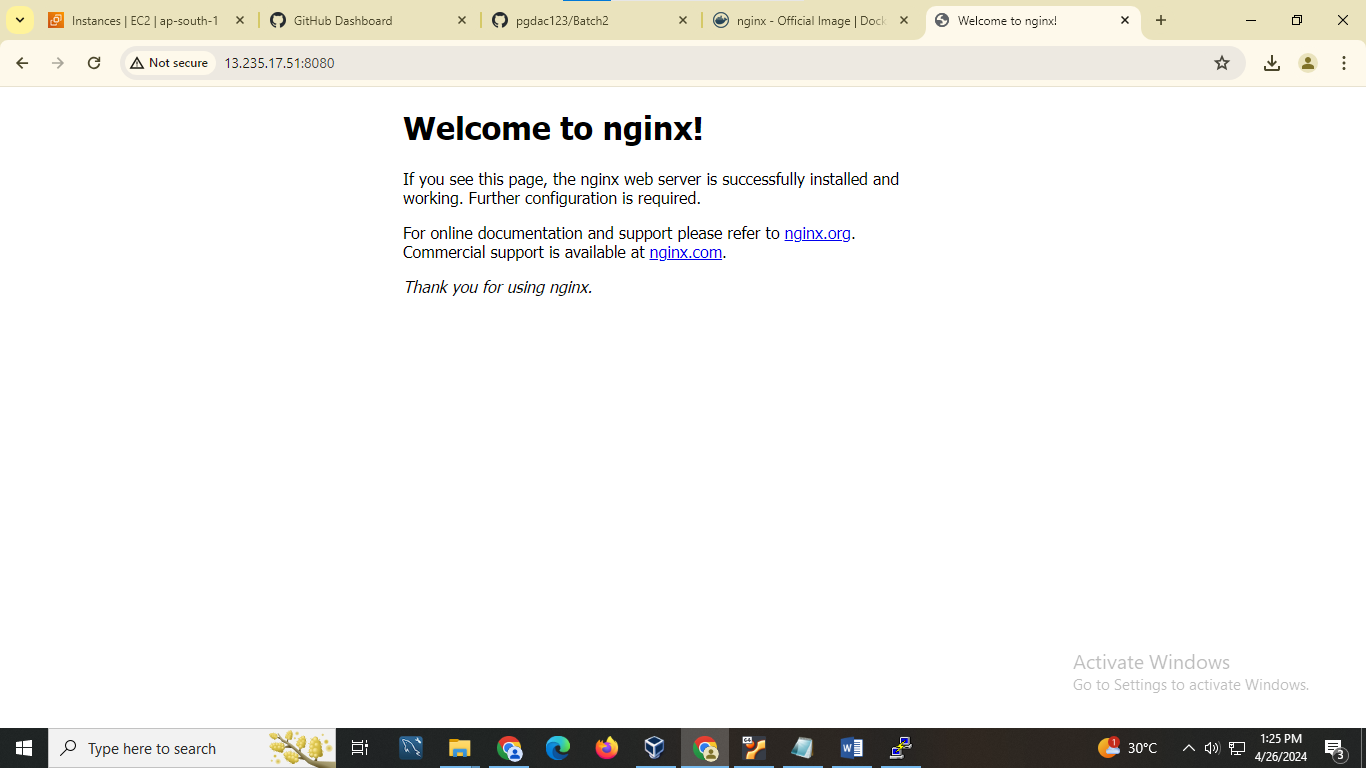 Instances | EC2 | ap-south-1
GitHub Dashboard
pgdac123/Batch2
nginx - Official Image | Dock
Welcome to nginx!
Not secure
13.235.17.51:8080
Welcome to nginx!
If you see this page, the nginx web server is successfully installed and
working. Further configuration is required.
For online documentation and support please refer to nginx.org.
Commercial support is available at nginx.com.
Thank you for using nginx.
Activate Windows
Go to Settings to activate Windows.
Type here to search
64
1
30°C
1:25 PM
4/26/2024
3